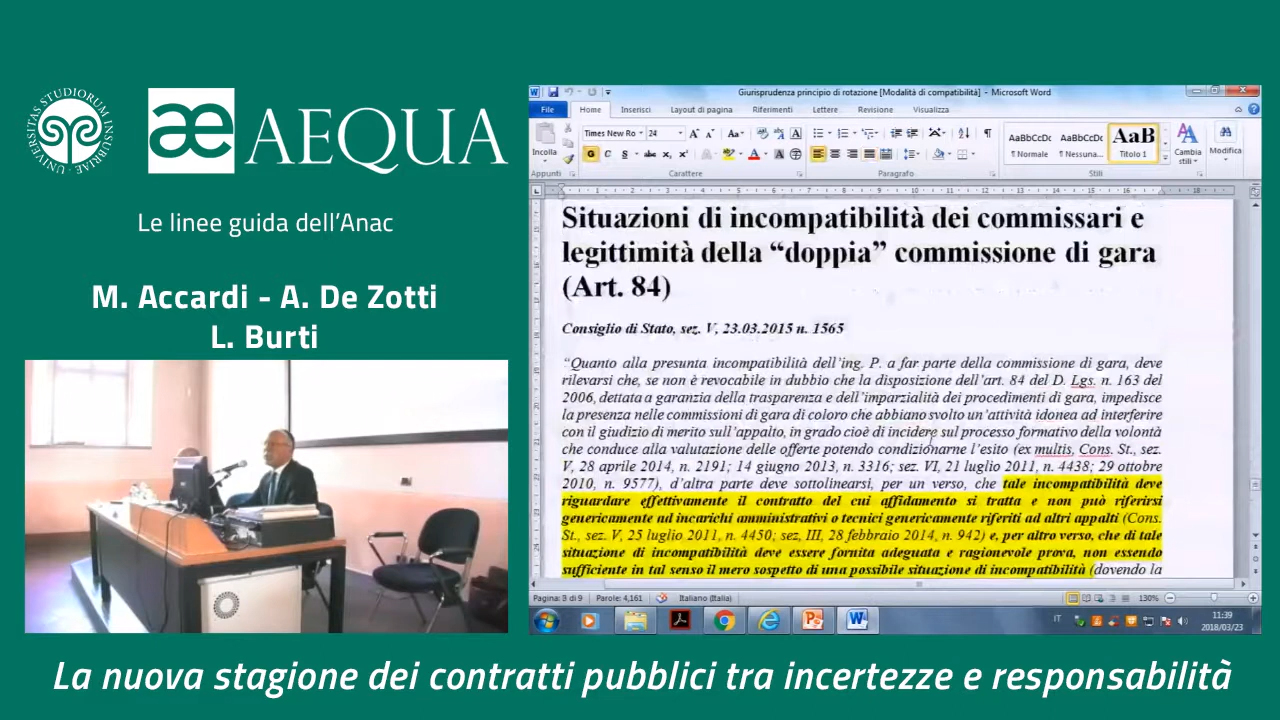 UNIVERSITAS STUDIORUM INSUBRIAE
æ AEQUA
Le linee guida dell'Anac
M. Accardi - A. De Zotti
L. Burti
Giurisprudenza principio di rotazione [Modalità di compatibilità] - Microsoft Word
File Home Inserisci Layout di pagina Riferimenti Lettere Revisione Visualizza
Incolla
Times New Ro 24
AaBbCcDc AaBbCcDc AaB
¶ Normale ¶ Nessuna... Titolo 1
Cambia stili
Modifica
Appunti Carattere Paragrafo Stili
Situazioni di incompatibilità dei commissari e
legittimità della “doppia” commissione di gara
(Art. 84)
Consiglio di Stato, sez. V, 23.03.2015 n. 1565
“Quanto alla presunta incompatibilità dell’ing. P. a far parte della commissione di gara, deve
rilevarsi che, se non è revocabile in dubbio che la disposizione dell’art. 84 del D. Lgs. n. 163 del
2006, dettata a garanzia della trasparenza e dell’imparzialità dei procedimenti di gara, impedisce
la presenza nelle commissioni di gara di coloro che abbiano svolto un’attività idonea ad interferire
con il giudizio di merito sull’appalto, in grado cioè di incidere sul processo formativo della volontà
che conduce alla valutazione delle offerte potendo condizionarne l’esito (ex multis, Cons. St., sez.
V, 28 aprile 2014, n. 2191; 14 giugno 2013, n. 3316; sez. VI, 21 luglio 2011, n. 4438; 29 ottobre
2010, n. 9577), d’altra parte deve sottolinearsi, per un verso, che tale incompatibilità deve
riguardare effettivamente il contratto del cui affidamento si tratta e non può riferirsi
genericamente ad incarichi amministrativi o tecnici genericamente riferiti ad altri appalti (Cons.
St., sez. V, 25 luglio 2011, n. 4450; sez, III, 28 febbraio 2014, n. 942) e, per altro verso, che di tale
situazione di incompatibilità deve essere fornita adeguata e ragionevole prova, non essendo
sufficiente in tal senso il mero sospetto di una possibile situazione di incompatibilità (dovendo la
Pagina: 3 di 9 Parole: 4,161 Italiano (Italia) 130%
IT
11:39
2018/03/23
La nuova stagione dei contratti pubblici tra incertezze e responsabilità